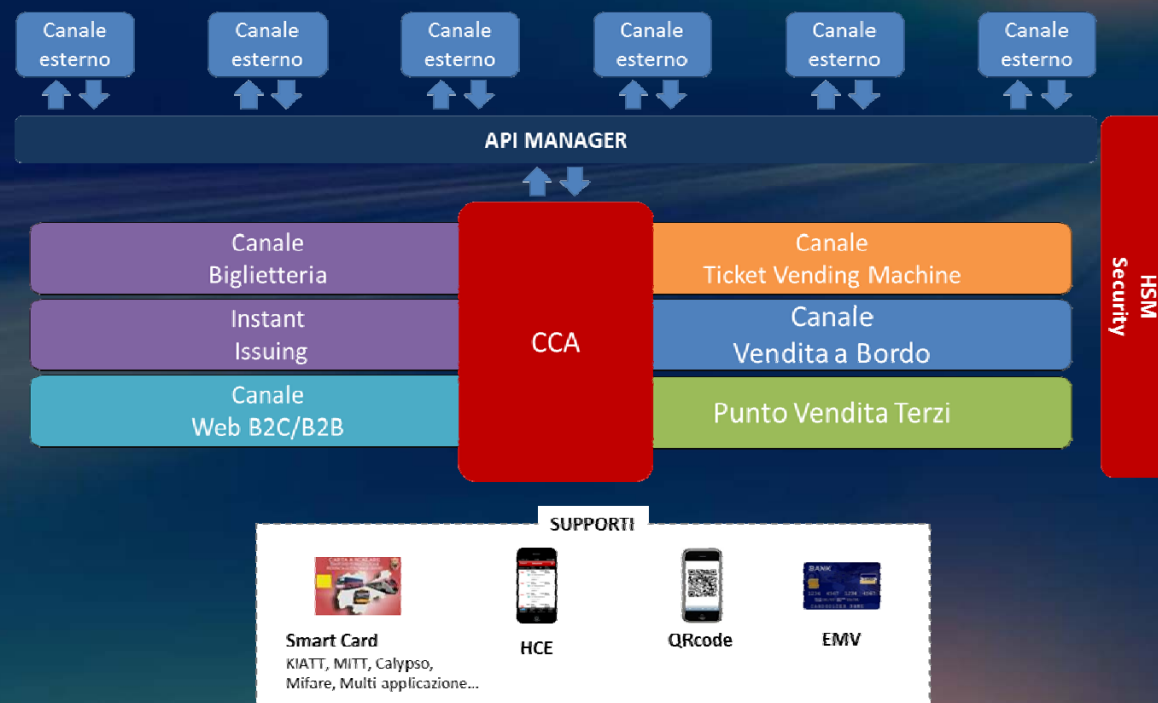 Canale
esterno
Canale
esterno
Canale
esterno
Canale
esterno
Canale
esterno
Canale
esterno
API MANAGER
HSM
Security
Canale
Biglietteria
Instant
Issuing
Canale
Web B2C/B2B
CCA
Canale
Ticket Vending Machine
Canale
Vendita a Bordo
Punto Vendita Terzi
SUPPORTI
Smart Card
KIATT, MITT, Calypso,
Mifare, Multi applicazione...
HCE
QRcode
BANK
EMV